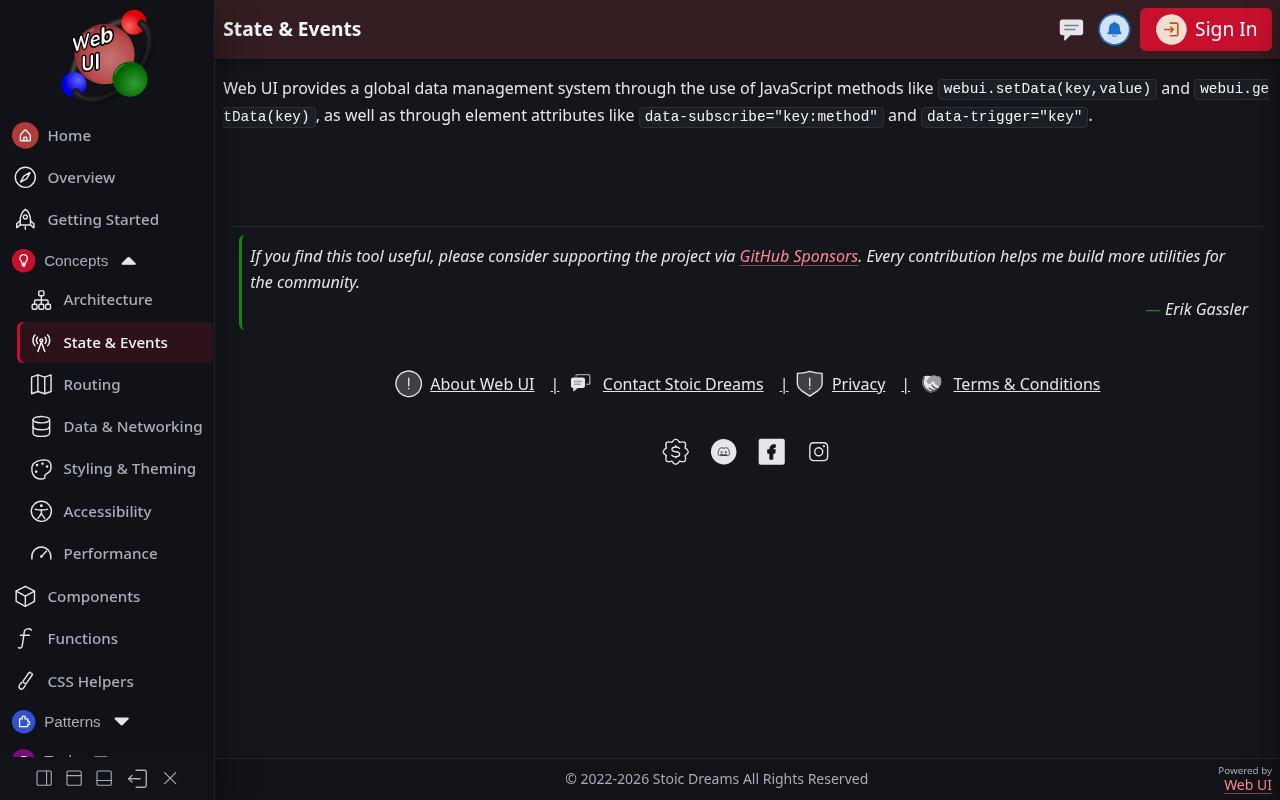 Web
UI
State & Events
Sign In
Home
Overview
Getting Started
Concepts
Architecture
State & Events
Routing
Data & Networking
Styling & Theming
Accessibility
Performance
Components
Functions
CSS Helpers
Patterns
Web UI provides a global data management system through the use of JavaScript methods like webui.setData(key,value) and webui.ge
tData(key), as well as through element attributes like data-subscribe="key:method" and data-trigger="key".
If you find this tool useful, please consider supporting the project via GitHub Sponsors. Every contribution helps me build more utilities for
the community.
— Erik Gassler
About Web UI | Contact Stoic Dreams | Privacy | Terms & Conditions
© 2022-2026 Stoic Dreams All Rights Reserved
Powered by
Web UI